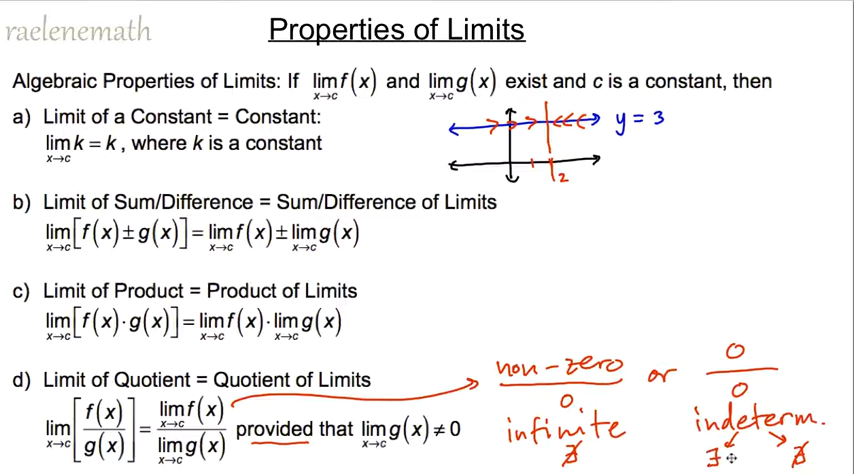 raelenemath
Properties of Limits
Algebraic Properties of Limits: If lim f(x) and lim g(x) exist and c is a constant, then
x→c x→c
a) Limit of a Constant = Constant:
lim k = k, where k is a constant
x→c
y = 3
2
b) Limit of Sum/Difference = Sum/Difference of Limits
lim[f(x)±g(x)] = lim f(x) ± lim g(x)
x→c x→c x→c
c) Limit of Product = Product of Limits
lim[f(x)·g(x)] = lim f(x) · lim g(x)
x→c x→c x→c
d) Limit of Quotient = Quotient of Limits
lim[f(x)/g(x)] = lim f(x)/lim g(x) provided that lim g(x) ≠ 0
x→c x→c x→c x→c
non-zero/0 or 0/0
infinite indeterm.
∄ ∃ ∄